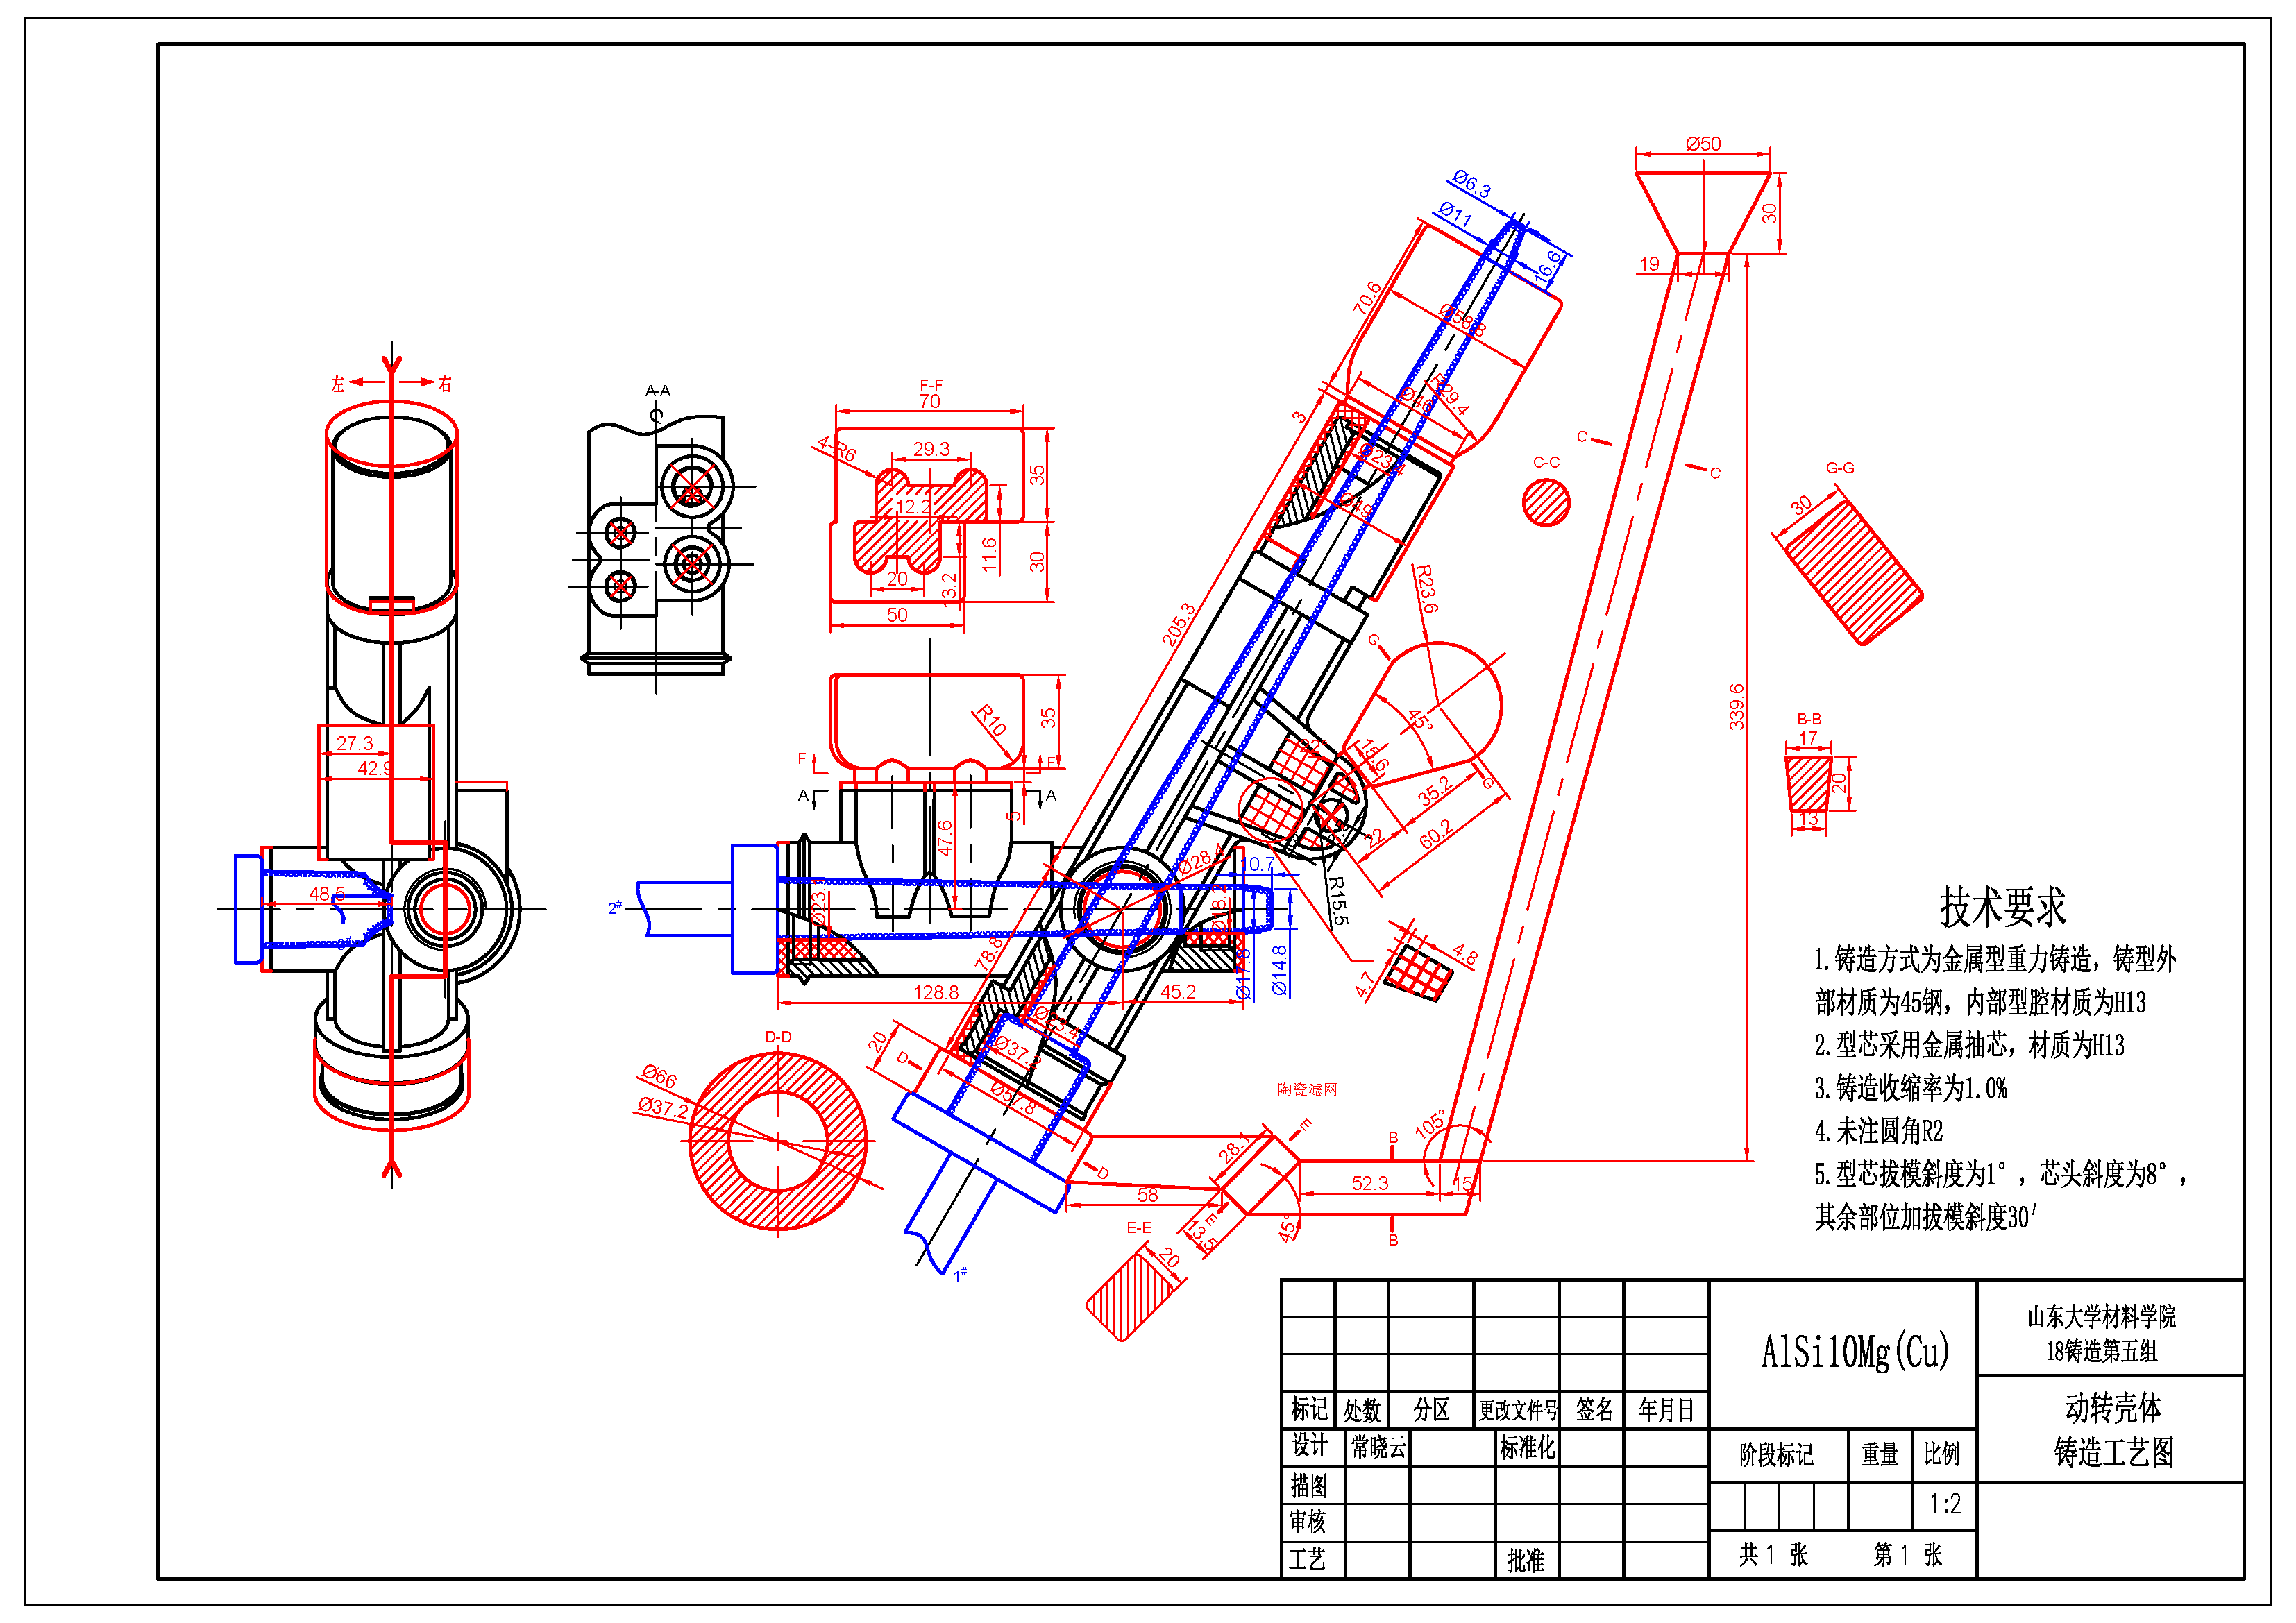 Ø50
30
19
Ø6.3
Ø11
16.6
70.6
Ø58.8
R29.4
Ø46
3
Ø23.4
Ø49
205.3
左
右
A-A
F-F
70
4-R6
29.3
35
12.2
11.6
30
20
13.2
50
C
C
C-C
G-G
30
R23.6
G
45°
15.6
22°
35.2
G
22
60.2
339.6
B-B
17
20
13
27.3
42.9
48.5
R10
35
F
F
A
A
5
47.6
Ø28.4
10.7
R15.5
2#
Ø18.2
Ø14.8
78.8
128.8
45.2
4.8
4.7
D-D
Ø66
Ø37.2
20
D
Ø37.2
Ø57.8
D
陶瓷滤网
28.1
E
E
13.5
45°
58
E-E
20
52.3
15
105°
B
B
1#
技术要求
1.铸造方式为金属型重力铸造，铸型外
部材质为45钢，内部型腔材质为H13
2.型芯采用金属抽芯，材质为H13
3.铸造收缩率为1.0%
4.未注圆角R2
5.型芯拔模斜度为1°，芯头斜度为8°，
其余部位加拔模斜度30′
AlSi10Mg(Cu)
山东大学材料学院
18铸造第五组
标记 处数 分区 更改文件号 签名 年月日
动转壳体
铸造工艺图
设计 常晓云 标准化
阶段标记 重量 比例
描图
1:2
审核
工艺 批准
共 1 张 第 1 张